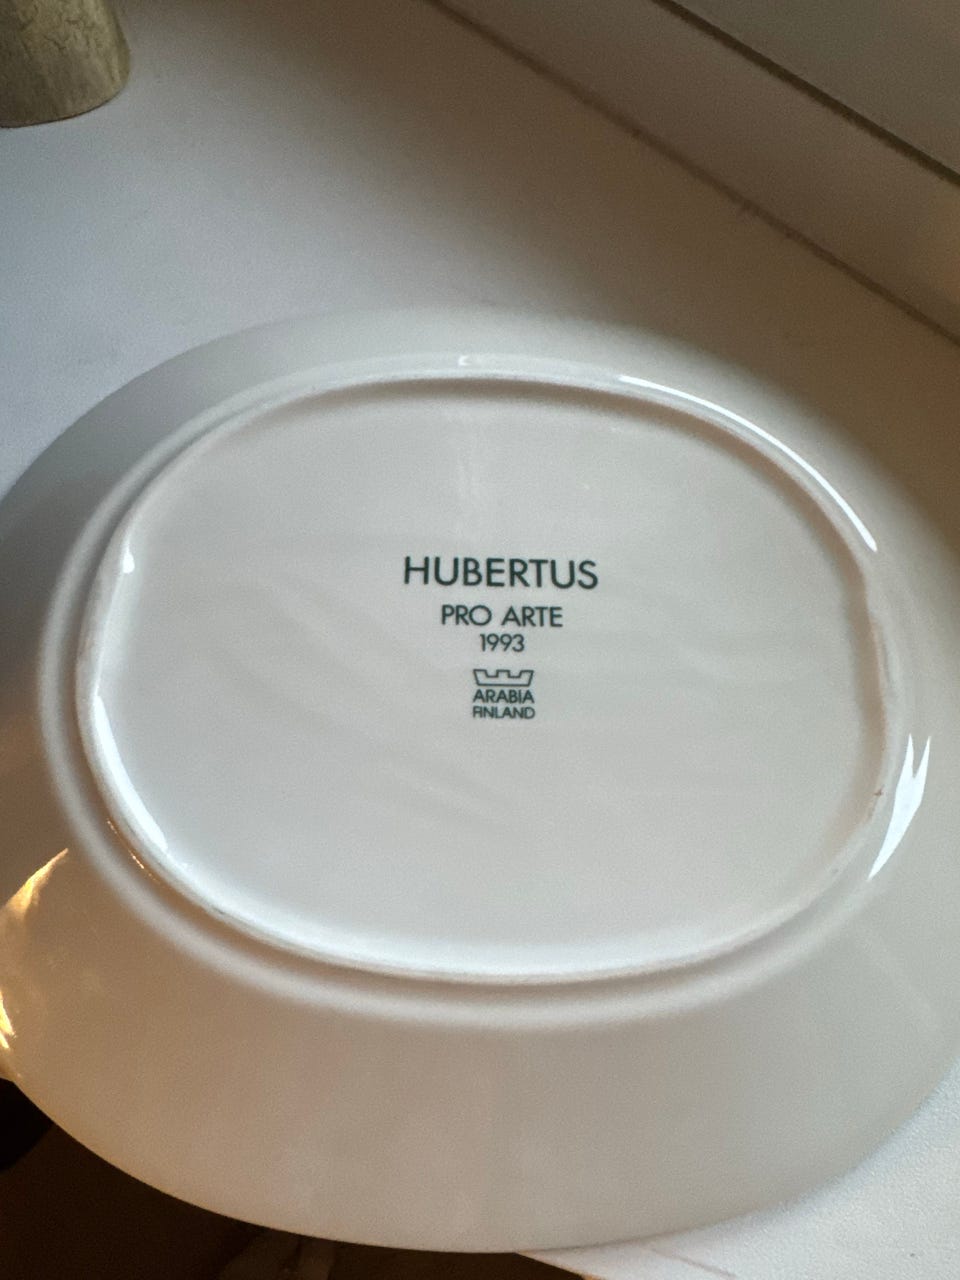 HUBERTUS
PRO ARTE
1993
ARABIA
FINLAND